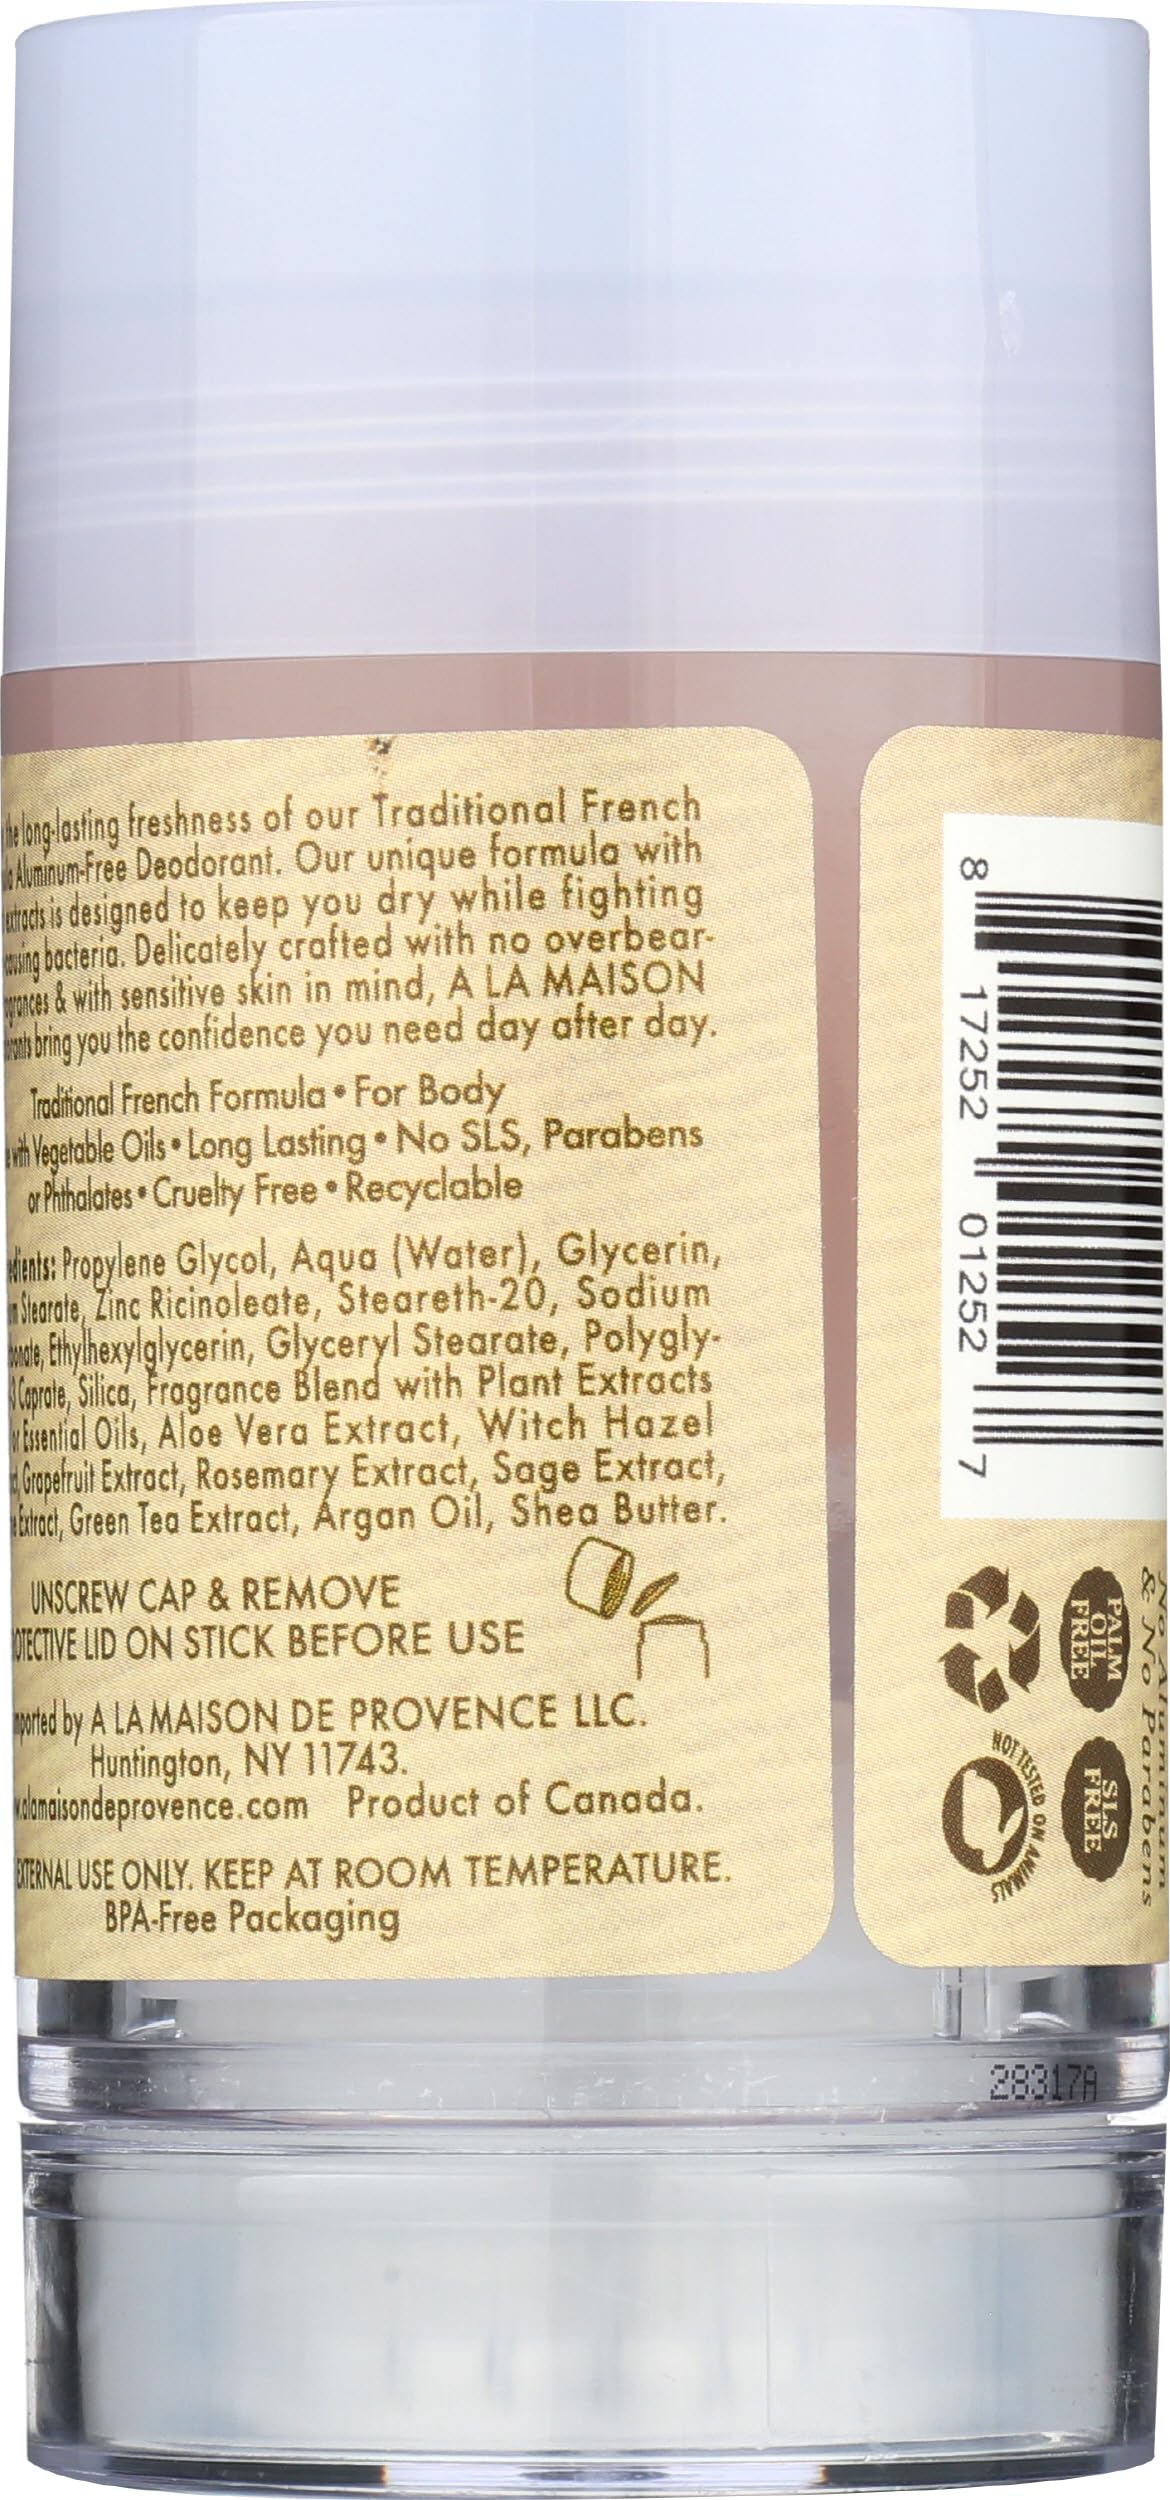 the long-lasting freshness of our Traditional French
Aluminum-Free Deodorant. Our unique formula with
extracts is designed to keep you dry while fighting
causing bacteria. Delicately crafted with no overbear-
& with sensitive skin in mind, A LA MAISON
bring you the confidence you need day after day.
Traditional French Formula • For Body
with Vegetable Oils • Long Lasting • No SLS, Parabens
or Phthalates • Cruelty Free • Recyclable
Propylene Glycol, Aqua (Water), Glycerin,
Stearate, Zinc Ricinoleate, Steareth-20, Sodium
Ethylhexylglycerin, Glyceryl Stearate, Polygly-
-3 Caprate, Silica, Fragrance Blend with Plant Extracts
or Essential Oils, Aloe Vera Extract, Witch Hazel
Grapefruit Extract, Rosemary Extract, Sage Extract,
Extract, Green Tea Extract, Argan Oil, Shea Butter.
UNSCREW CAP & REMOVE
LID ON STICK BEFORE USE
by A LA MAISON DE PROVENCE LLC.
Huntington, NY 11743.
.alamaisondeprovence.com Product of Canada.
USE ONLY. KEEP AT ROOM TEMPERATURE.
BPA-Free Packaging
8 17252 01252 7
PALM
OIL
FREE
SLS
FREE
NOT TESTED ON ANIMALS
No Aluminum
& No Parabens
28317A